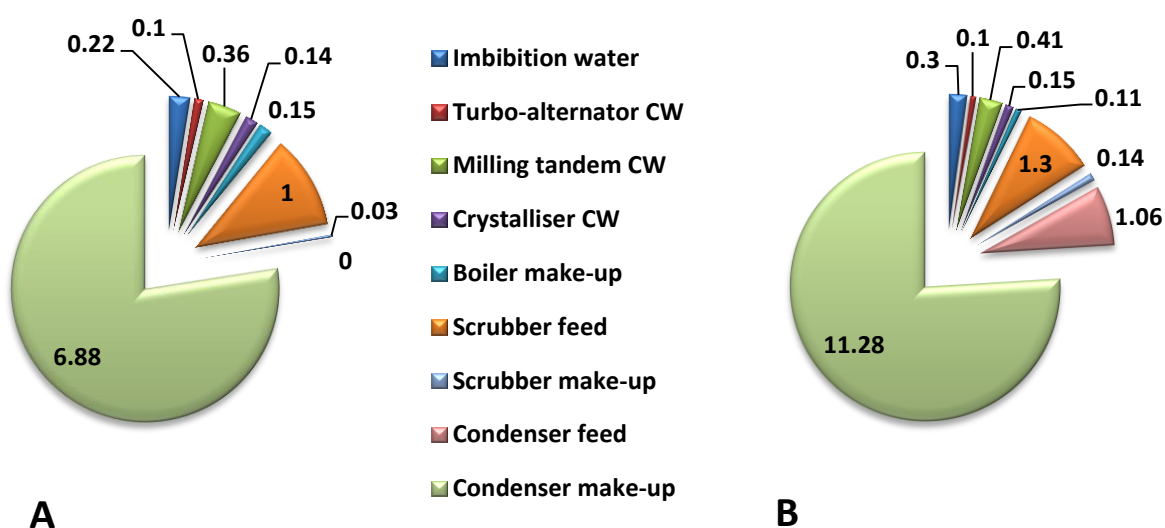 0.22
0.1
0.36
0.14
0.15
1
0.03
0
6.88
A
Imbibition water
Turbo-alternator CW
Milling tandem CW
Crystalliser CW
Boiler make-up
Scrubber feed
Scrubber make-up
Condenser feed
Condenser make-up
0.3
0.1
0.41
0.15
0.11
1.3
0.14
1.06
11.28
B